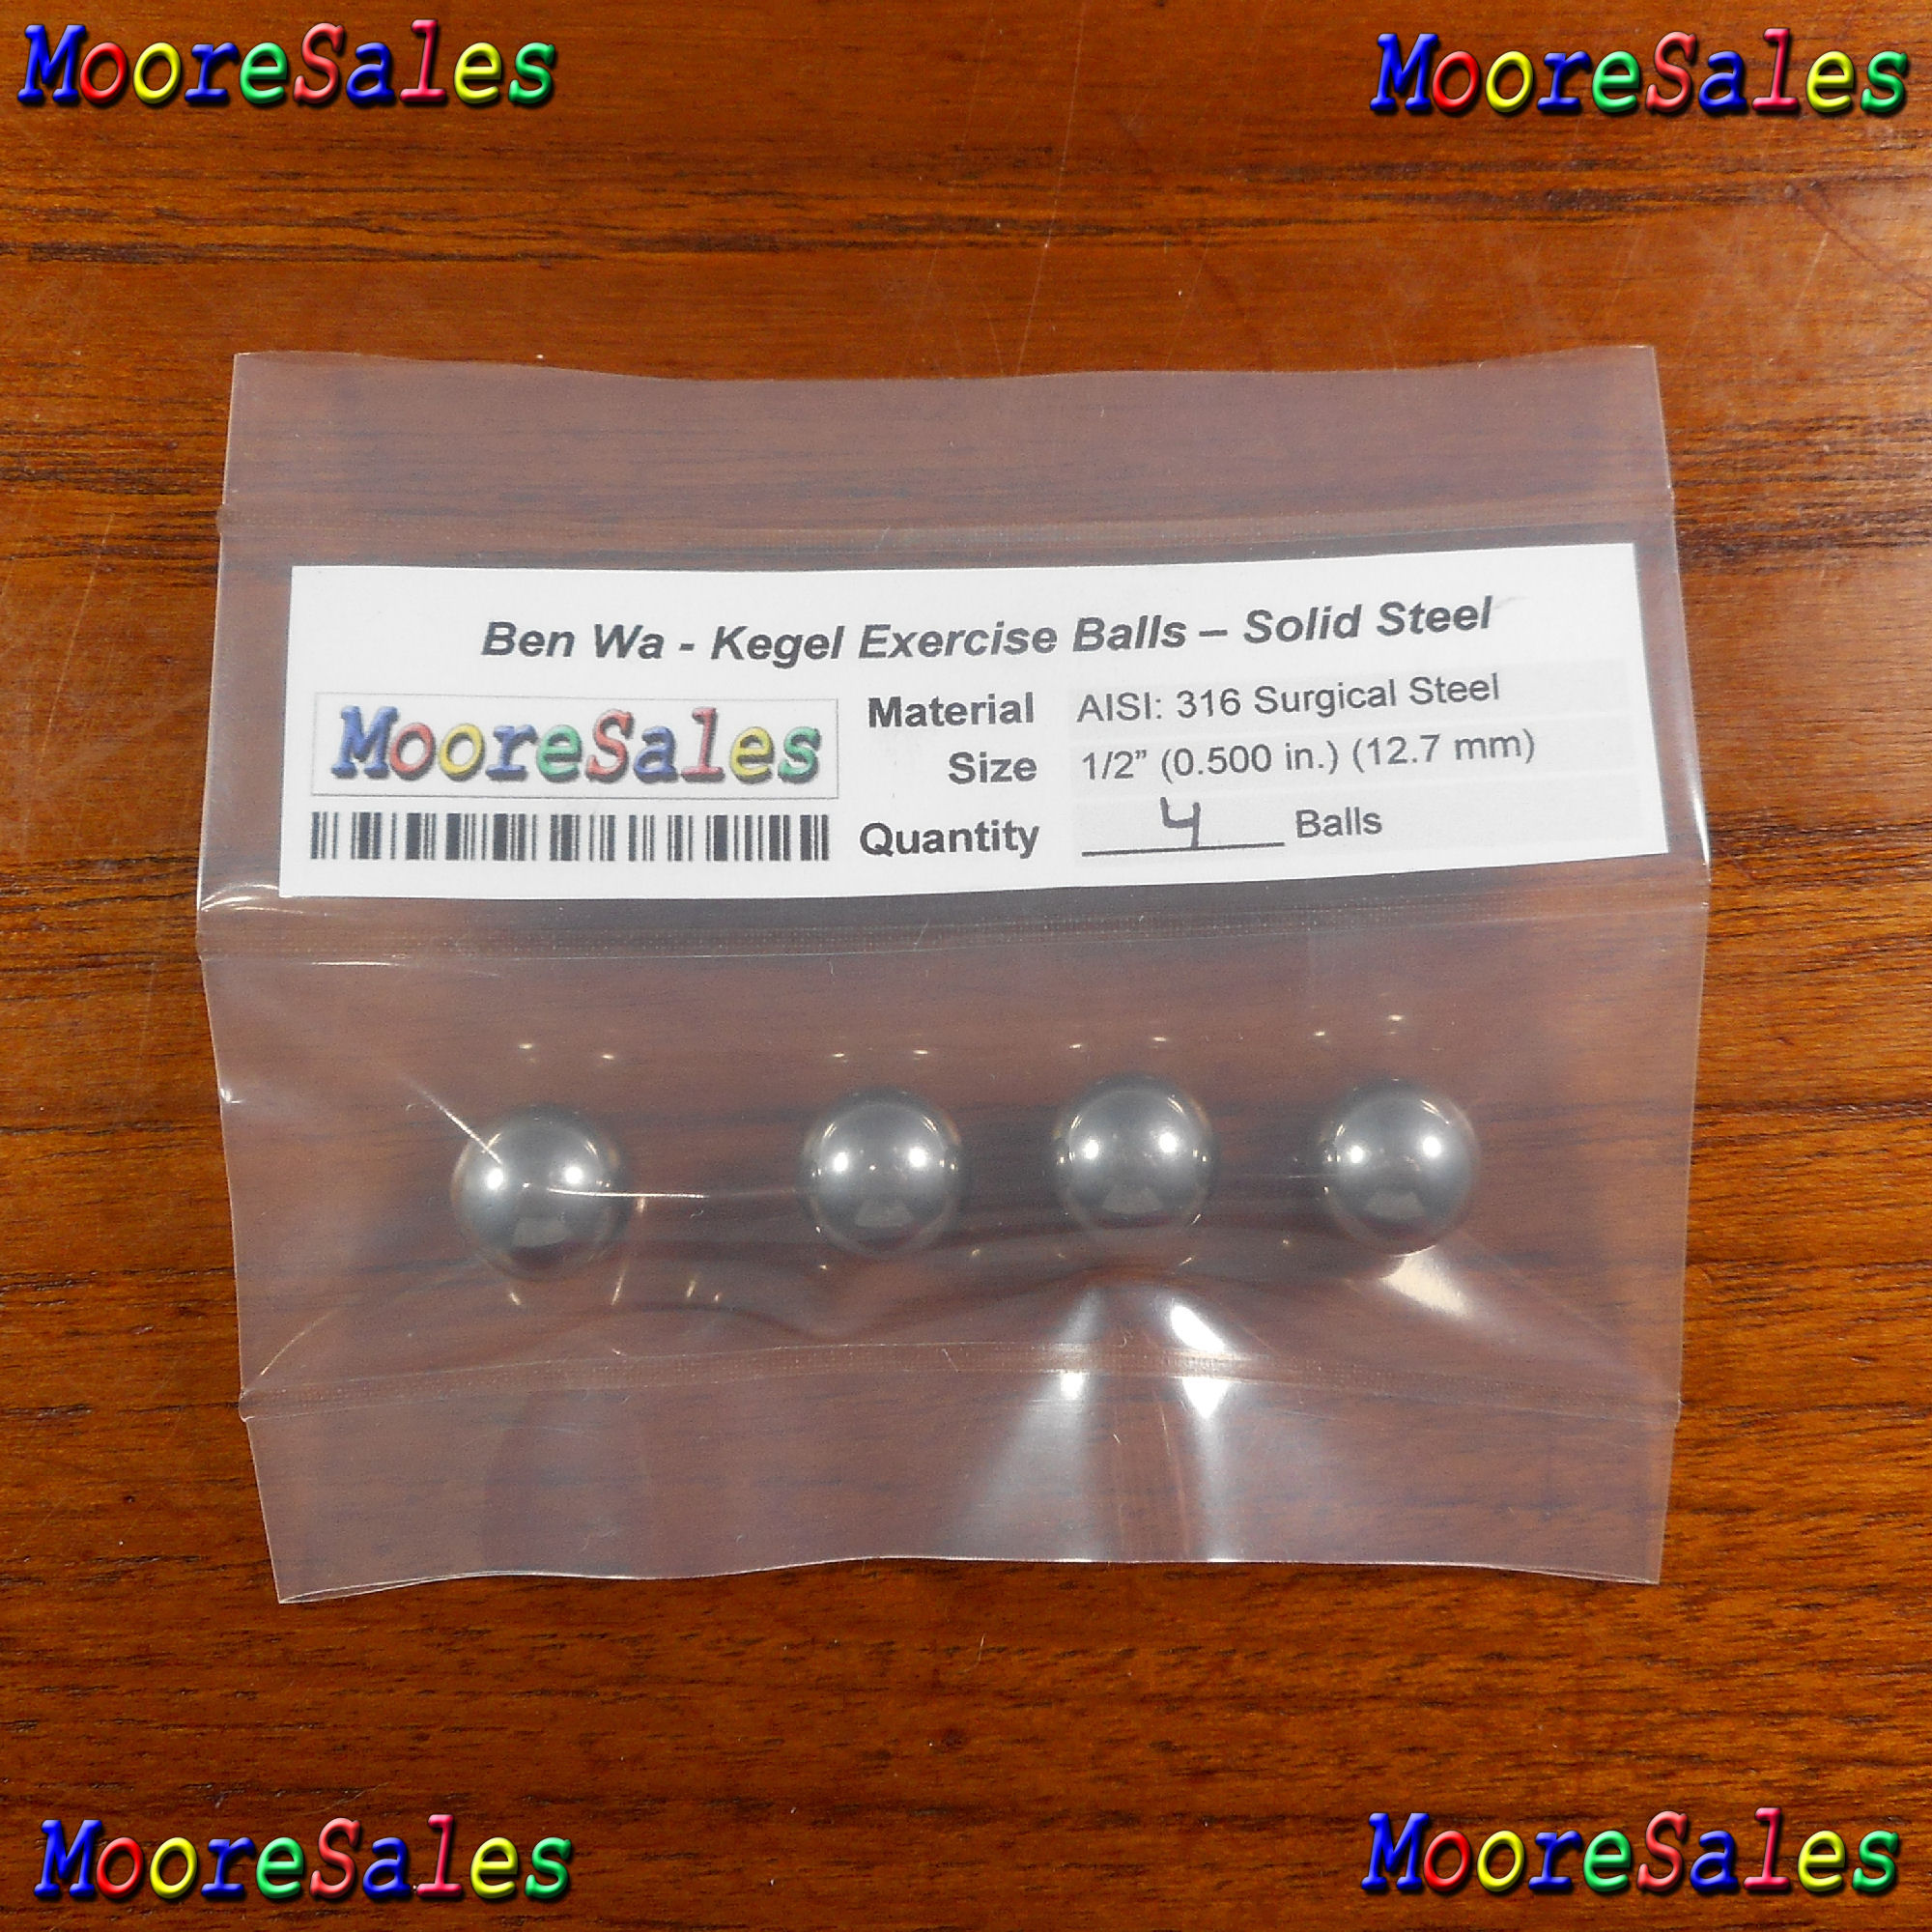 MooreSales
MooreSales
Ben Wa - Kegel Exercise Balls – Solid Steel
MooreSales
Material AISI: 316 Surgical Steel
Size 1/2” (0.500 in.) (12.7 mm)
Quantity 4 Balls
MooreSales
MooreSales